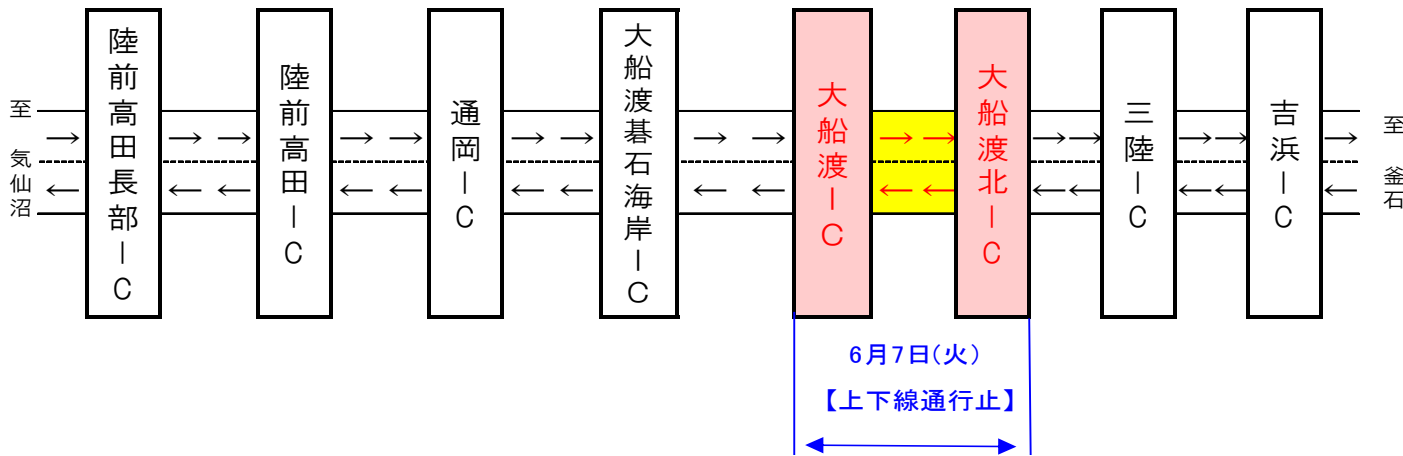 至 気仙沼
陸前高田長部IC
陸前高田IC
通岡IC
大船渡碁石海岸IC
大船渡IC
大船渡北IC
三陸IC
吉浜IC
至 釜石
→ → → → → → → → → → → → → → → → → →
← ← ← ← ← ← ← ← ← ← ← ← ← ← ← ← ← ←
6月7日(火)
【上下線通行止】